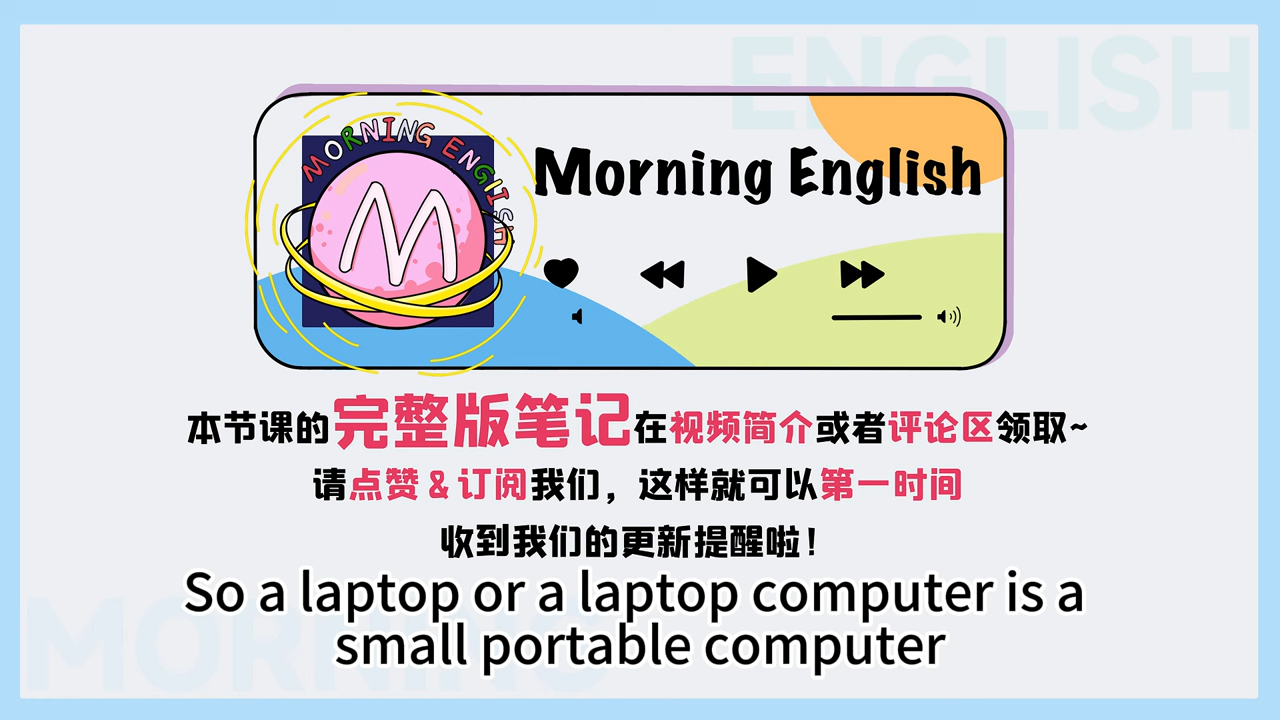 ENGLISH
MORNING ENGlISh
M
Morning English
本节课的完整版笔记在视频简介或者评论区领取~
请点赞&订阅我们，这样就可以第一时间
收到我们的更新提醒啦！
So a laptop or a laptop computer is a
small portable computer
MORNING